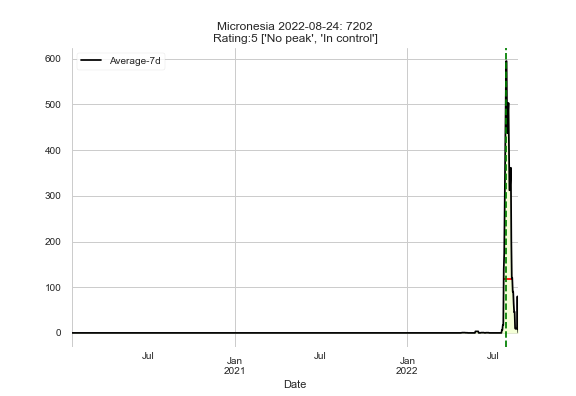 Micronesia 2022-08-24: 7202
Rating:5 ['No peak', 'In control']
Average-7d
600
500
400
300
200
100
0
Jul
Jan
2021
Jul
Jan
2022
Jul
Date